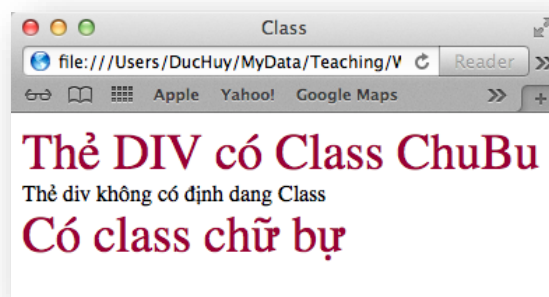 Class
file:///Users/DucHuy/MyData/Teaching/W
Reader
Apple Yahoo! Google Maps
Thẻ DIV có Class ChuBu
Thẻ div không có định dang Class
Có class chữ bự